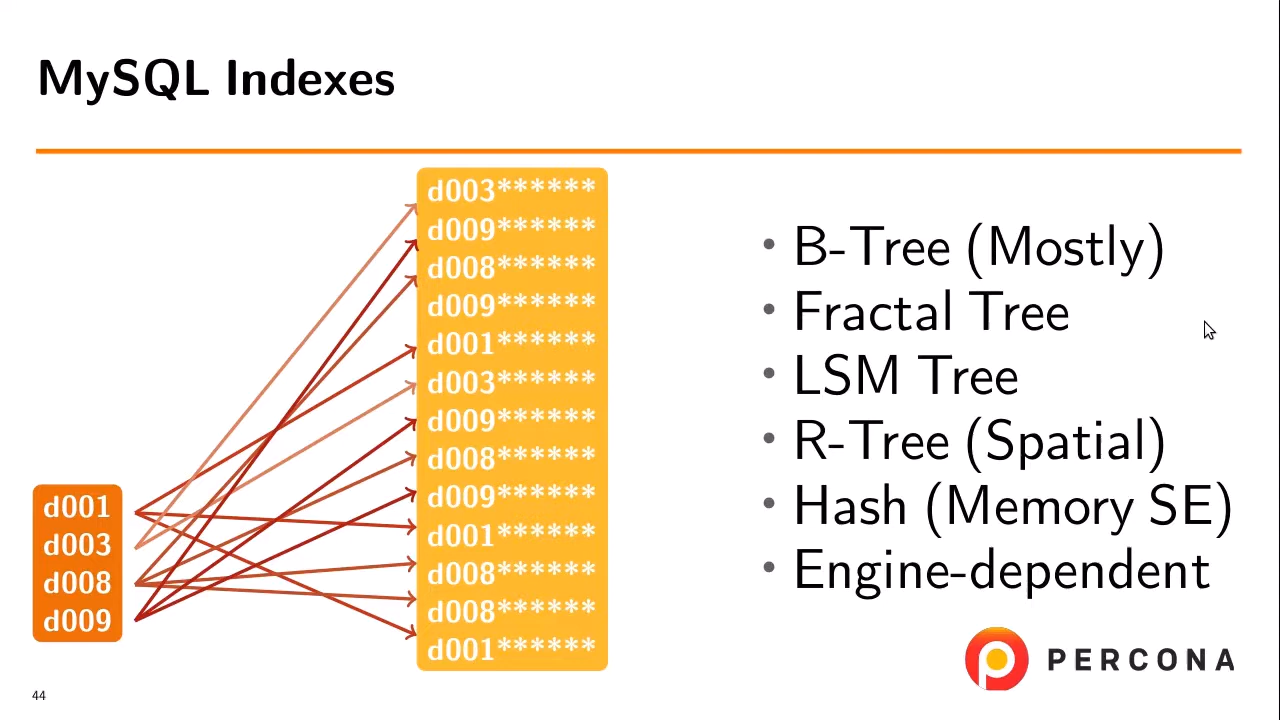 MySQL Indexes
d001
d003
d008
d009
d003******
d009******
d008******
d009******
d001******
d003******
d009******
d008******
d009******
d001******
d008******
d008******
d001******
• B-Tree (Mostly)
• Fractal Tree
• LSM Tree
• R-Tree (Spatial)
• Hash (Memory SE)
• Engine-dependent
PERCONA
44